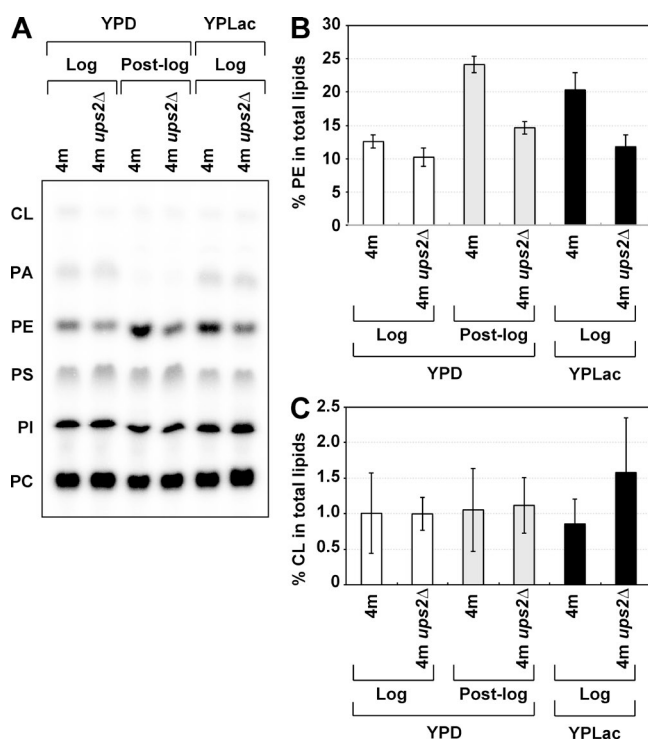 A
YPD YPLac
Log Post-log Log
4m 4m ups2Δ 4m 4m ups2Δ 4m 4m ups2Δ
CL
PA
PE
PS
PI
PC
B
% PE in total lipids
25
20
15
10
5
0
4m 4m ups2Δ 4m 4m ups2Δ 4m 4m ups2Δ
Log Post-log Log
YPD YPLac
C
% CL in total lipids
2.5
2.0
1.5
1.0
0.5
0.0
4m 4m ups2Δ 4m 4m ups2Δ 4m 4m ups2Δ
Log Post-log Log
YPD YPLac